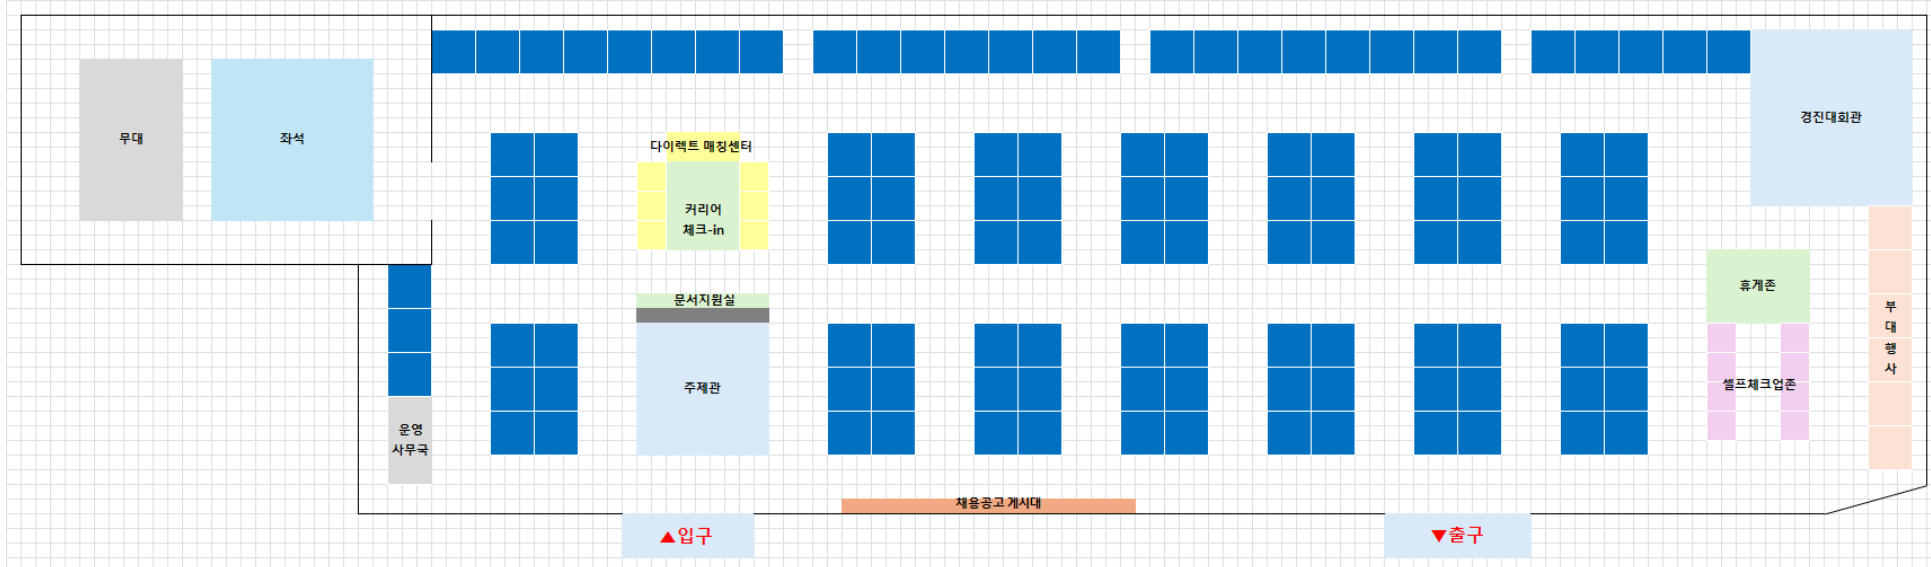 무대
좌석
다이렉트 매칭센터
커리어
체크-in
경진대회관
문서지원실
주제관
휴게존
셀프체크업존
부
대
행
사
운영
사무국
채용공고 게시대
▲입구
▼출구